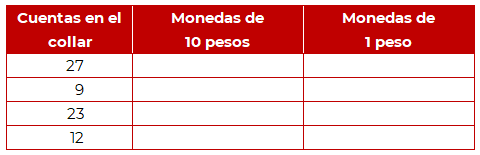 Cuentas en el Monedas de Monedas de
collar 10 pesos 1 peso
27
9
23
12